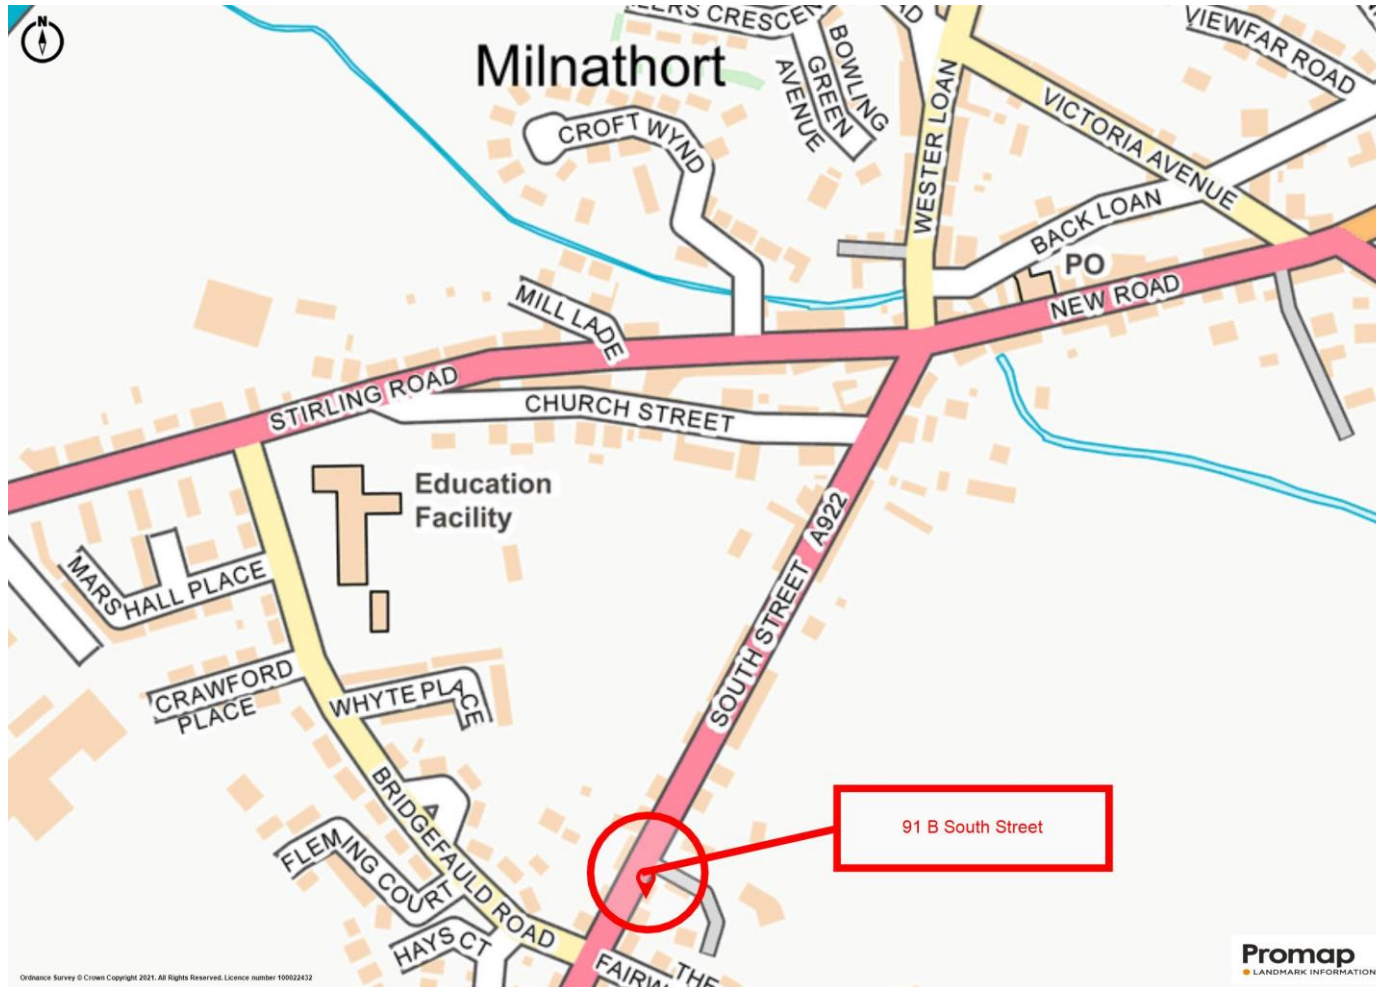 N
Milnathort
BOWLING
GREEN
AVENUE
VIEWFAR ROAD
CROFT WYND
WESTER LOAN
VICTORIA AVENUE
BACK LOAN
PO
NEW ROAD
MILL LADE
STIRLING ROAD
CHURCH STREET
Education
Facility
SOUTH STREET A922
MARSHALL PLACE
CRAWFORD
PLACE
WHYTE PLACE
BRIDGEFAULD ROAD
91 B South Street
FLEMING COURT
HAYS CT
THE
Promap
LANDMARK INFORMATION
Ordnance Survey © Crown Copyright 2021. All Rights Reserved. Licence number 100022432